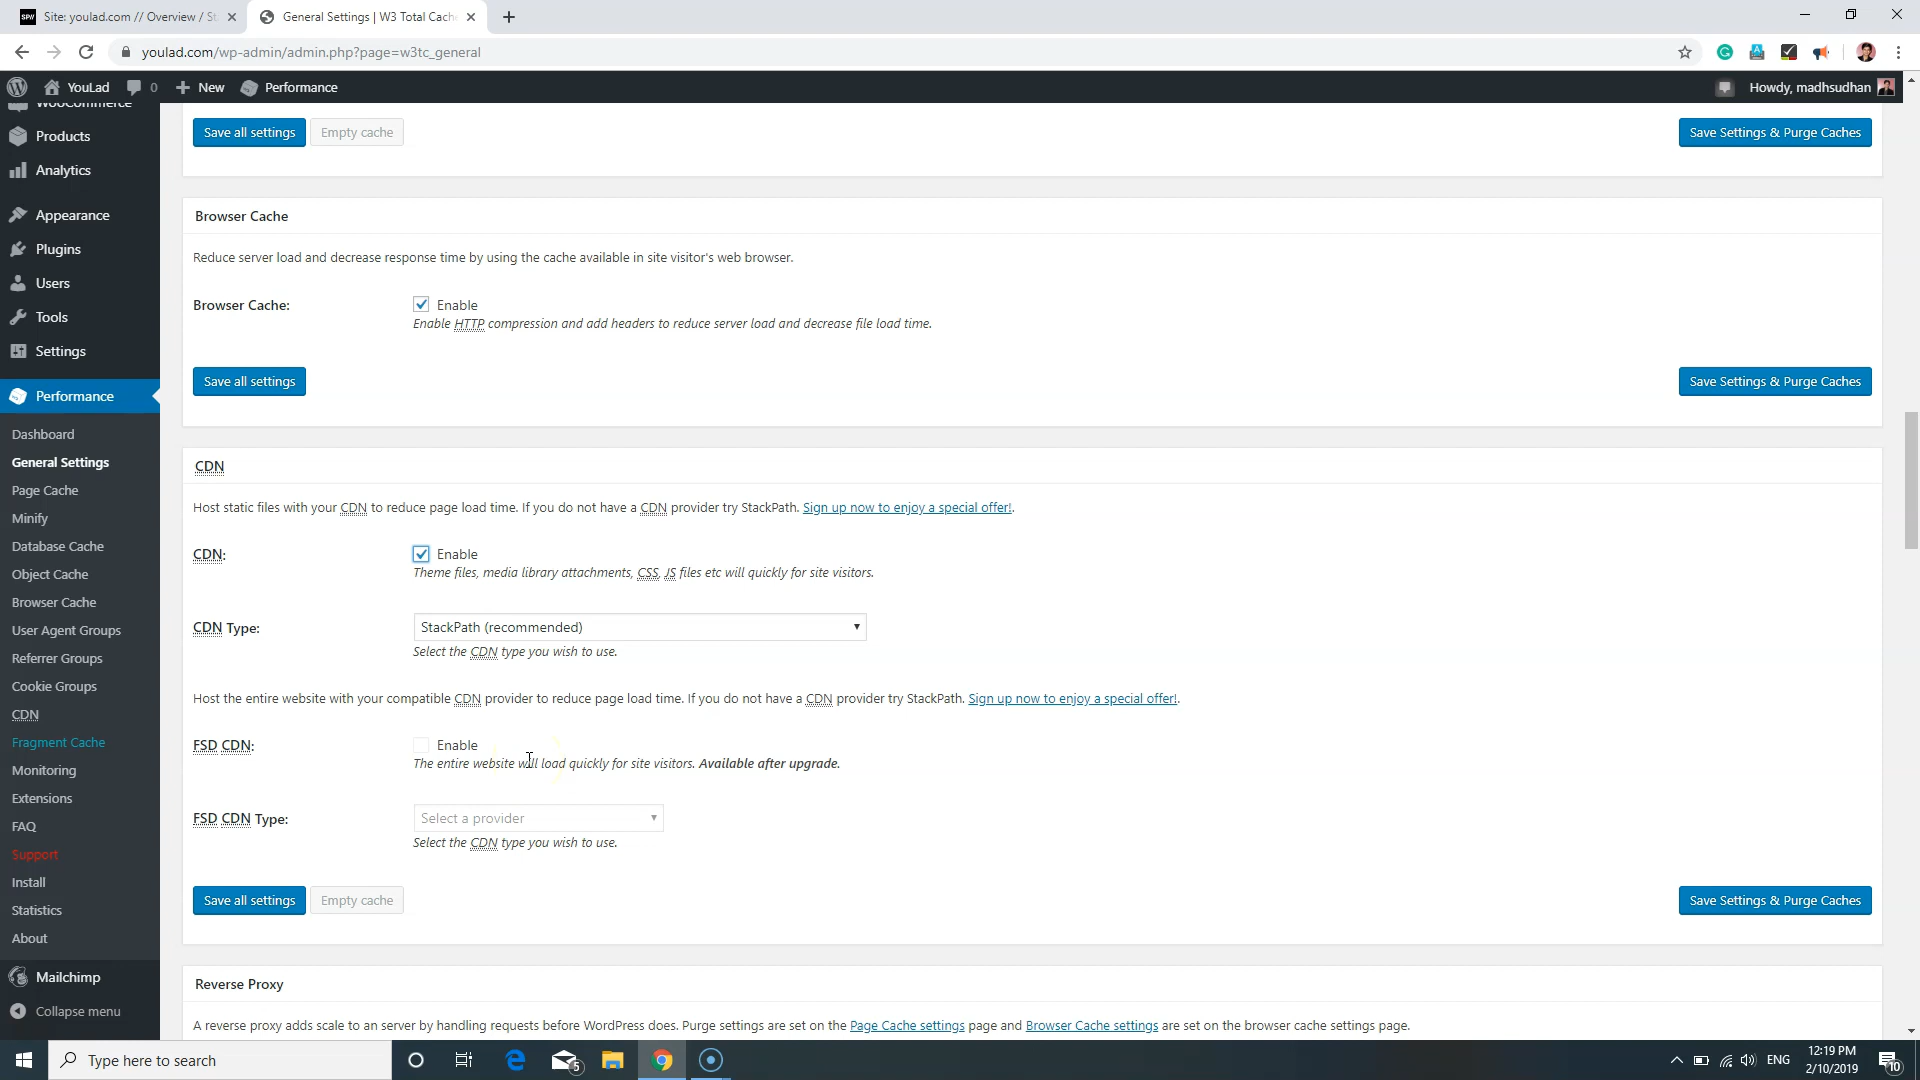 Site: youlad.com // Overview / St
General Settings | W3 Total Cache
youlad.com/wp-admin/admin.php?page=w3tc_general
YouLad
0
New
Performance
Howdy, madhsudhan
WooCommerce
Products
Analytics
Appearance
Plugins
Users
Tools
Settings
Performance
Dashboard
General Settings
Page Cache
Minify
Database Cache
Object Cache
Browser Cache
User Agent Groups
Referrer Groups
Cookie Groups
CDN
Fragment Cache
Monitoring
Extensions
FAQ
Support
Install
Statistics
About
Mailchimp
Collapse menu
Save all settings
Empty cache
Save Settings & Purge Caches
Browser Cache
Reduce server load and decrease response time by using the cache available in site visitor's web browser.
Browser Cache:
Enable
Enable HTTP compression and add headers to reduce server load and decrease file load time.
Save all settings
Save Settings & Purge Caches
CDN
Host static files with your CDN to reduce page load time. If you do not have a CDN provider try StackPath. Sign up now to enjoy a special offer!.
CDN:
Enable
Theme files, media library attachments, CSS, JS files etc will quickly for site visitors.
CDN Type:
StackPath (recommended)
Select the CDN type you wish to use.
Host the entire website with your compatible CDN provider to reduce page load time. If you do not have a CDN provider try StackPath. Sign up now to enjoy a special offer!.
FSD CDN:
Enable
The entire website will load quickly for site visitors. Available after upgrade.
FSD CDN Type:
Select a provider
Select the CDN type you wish to use.
Save all settings
Empty cache
Save Settings & Purge Caches
Reverse Proxy
A reverse proxy adds scale to an server by handling requests before WordPress does. Purge settings are set on the Page Cache settings page and Browser Cache settings are set on the browser cache settings page.
Type here to search
5
ENG
12:19 PM
2/10/2019
10